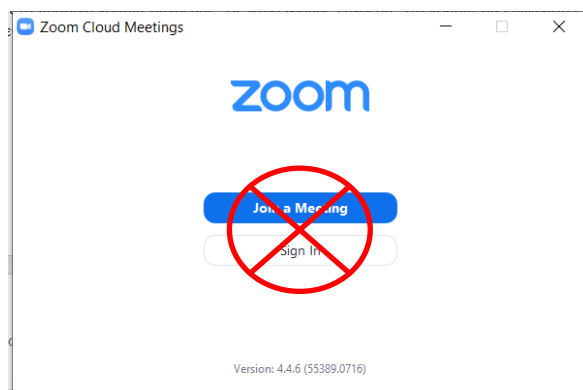 Zoom Cloud Meetings
zoom
Join a Meeting
Sign In
Version: 4.4.6 (55389.0716)